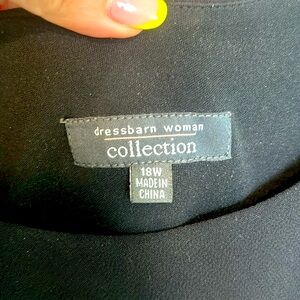 dressbarn woman
collection
18W
MADE IN
CHINA